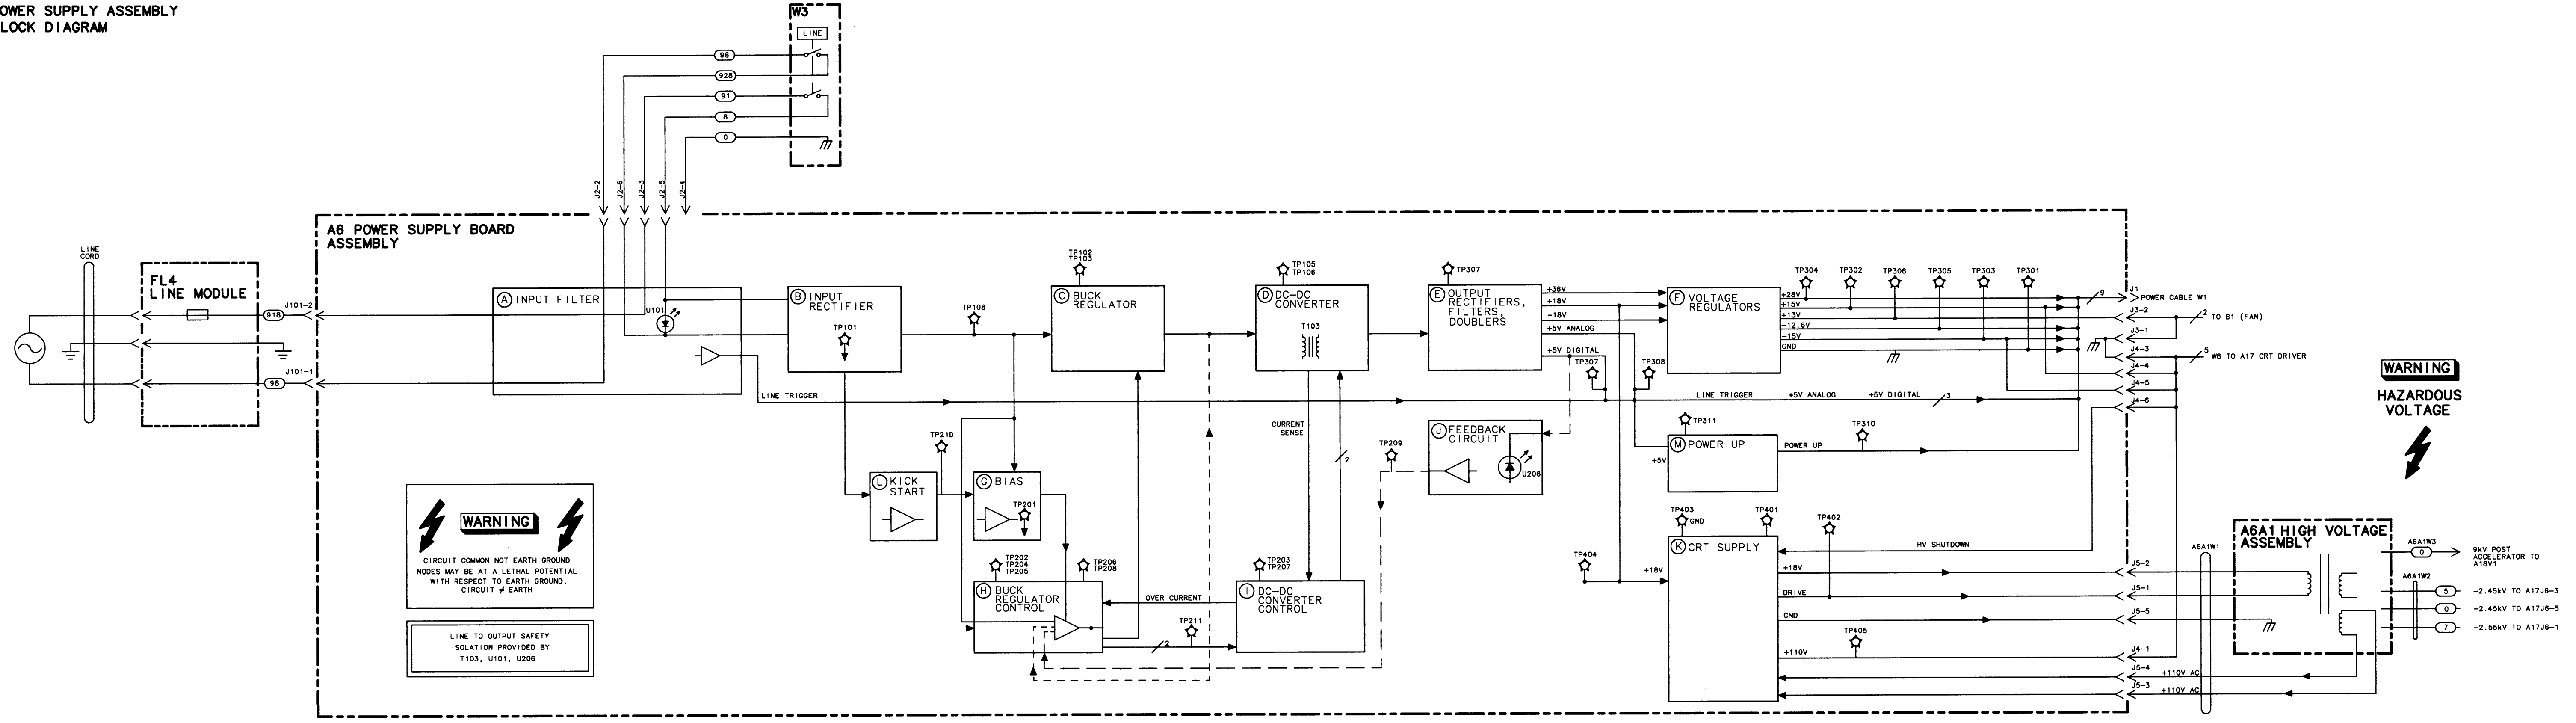 OWER SUPPLY ASSEMBLY
LOCK DIAGRAM
W3
LINE
98
928
91
8
0
J2-2
J2-6
J2-3
J2-5
J2-4
A6 POWER SUPPLY BOARD
ASSEMBLY
LINE
CORD
FL4
LINE MODULE
918
J101-2
98
J101-1
A INPUT FILTER
U101
B INPUT
RECTIFIER
TP101
TP108
TP102
TP103
C BUCK
REGULATOR
TP105
TP106
D DC-DC
CONVERTER
T103
TP307
E OUTPUT
RECTIFIERS,
FILTERS,
DOUBLERS
+36V
+18V
-18V
+5V ANALOG
+5V DIGITAL
TP307
TP308
F VOLTAGE
REGULATORS
TP304
TP302
TP306
TP305
TP303
TP301
+28V
+15V
+13V
-12.6V
-15V
GND
9
J1
POWER CABLE W1
J3-2
2
TO B1 (FAN)
J3-1
J4-3
5
W8 TO A17 CRT DRIVER
J4-4
J4-5
J4-6
LINE TRIGGER
LINE TRIGGER
+5V ANALOG
+5V DIGITAL
3
WARNING
HAZARDOUS
VOLTAGE
CURRENT
SENSE
2
TP209
J FEEDBACK
CIRCUIT
U206
TP311
M POWER UP
+5V
POWER UP
TP310
TP210
L KICK
START
G BIAS
TP201
WARNING
CIRCUIT COMMON NOT EARTH GROUND
NODES MAY BE AT A LETHAL POTENTIAL
WITH RESPECT TO EARTH GROUND.
CIRCUIT ≠ EARTH
LINE TO OUTPUT SAFETY
ISOLATION PROVIDED BY
T103, U101, U206
TP202
TP204
TP205
TP206
TP208
H BUCK
REGULATOR
CONTROL
OVER CURRENT
TP211
2
TP203
TP207
I DC-DC
CONVERTER
CONTROL
TP404
+18V
TP403
GND
TP401
TP402
K CRT SUPPLY
HV SHUTDOWN
+18V
DRIVE
GND
TP405
+110V
J5-2
J5-1
J5-5
J4-1
J5-4
+110V AC
J5-3
+110V AC
A6A1W1
A6A1 HIGH VOLTAGE
ASSEMBLY
A6A1W3
0
9kV POST
ACCELERATOR TO
A18V1
A6A1W2
5
-2.45kV TO A17J6-3
0
-2.45kV TO A17J6-5
7
-2.55kV TO A17J6-1